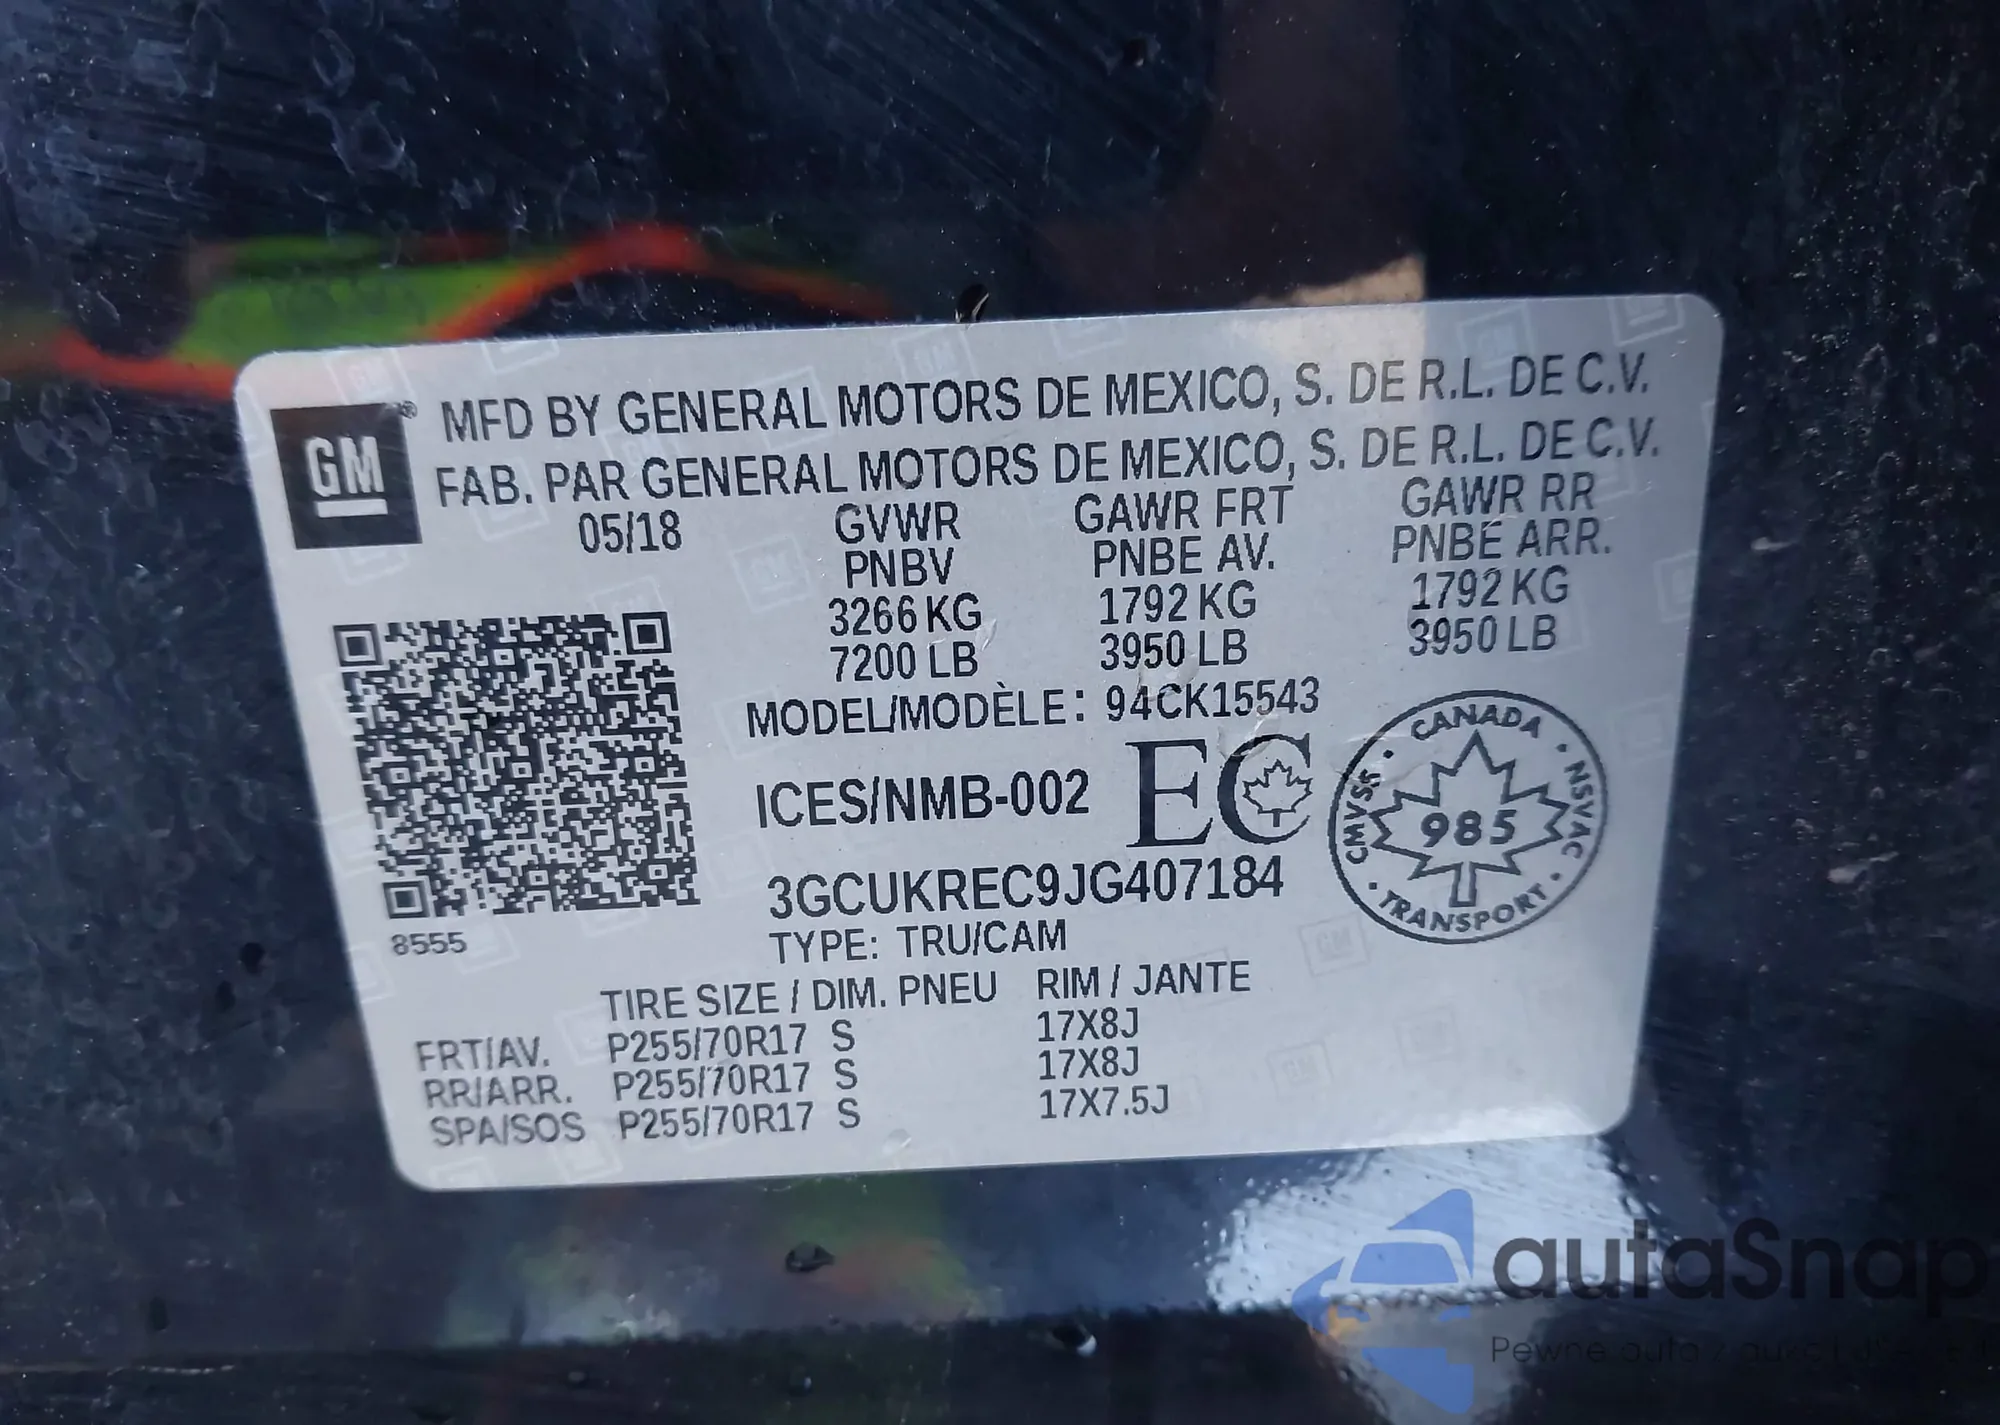 GM ® MFD BY GENERAL MOTORS DE MEXICO, S. DE R.L. DE C.V.
FAB. PAR GENERAL MOTORS DE MEXICO, S. DE R.L. DE C.V.
05/18 GVWR GAWR FRT GAWR RR
PNBV PNBE AV. PNBE ARR.
3266 KG 1792 KG 1792 KG
7200 LB 3950 LB 3950 LB
MODEL/MODÈLE: 94CK15543
ICES/NMB-002 EC
CANADA
CMVSS 985 NSVAC
TRANSPORT
3GCUKREC9JG407184
8555 TYPE: TRU/CAM
TIRE SIZE / DIM. PNEU RIM / JANTE
FRT/AV. P255/70R17 S 17X8J
RR/ARR. P255/70R17 S 17X8J
SPA/SOS P255/70R17 S 17X7.5J
autaSnap
Pewne auto z